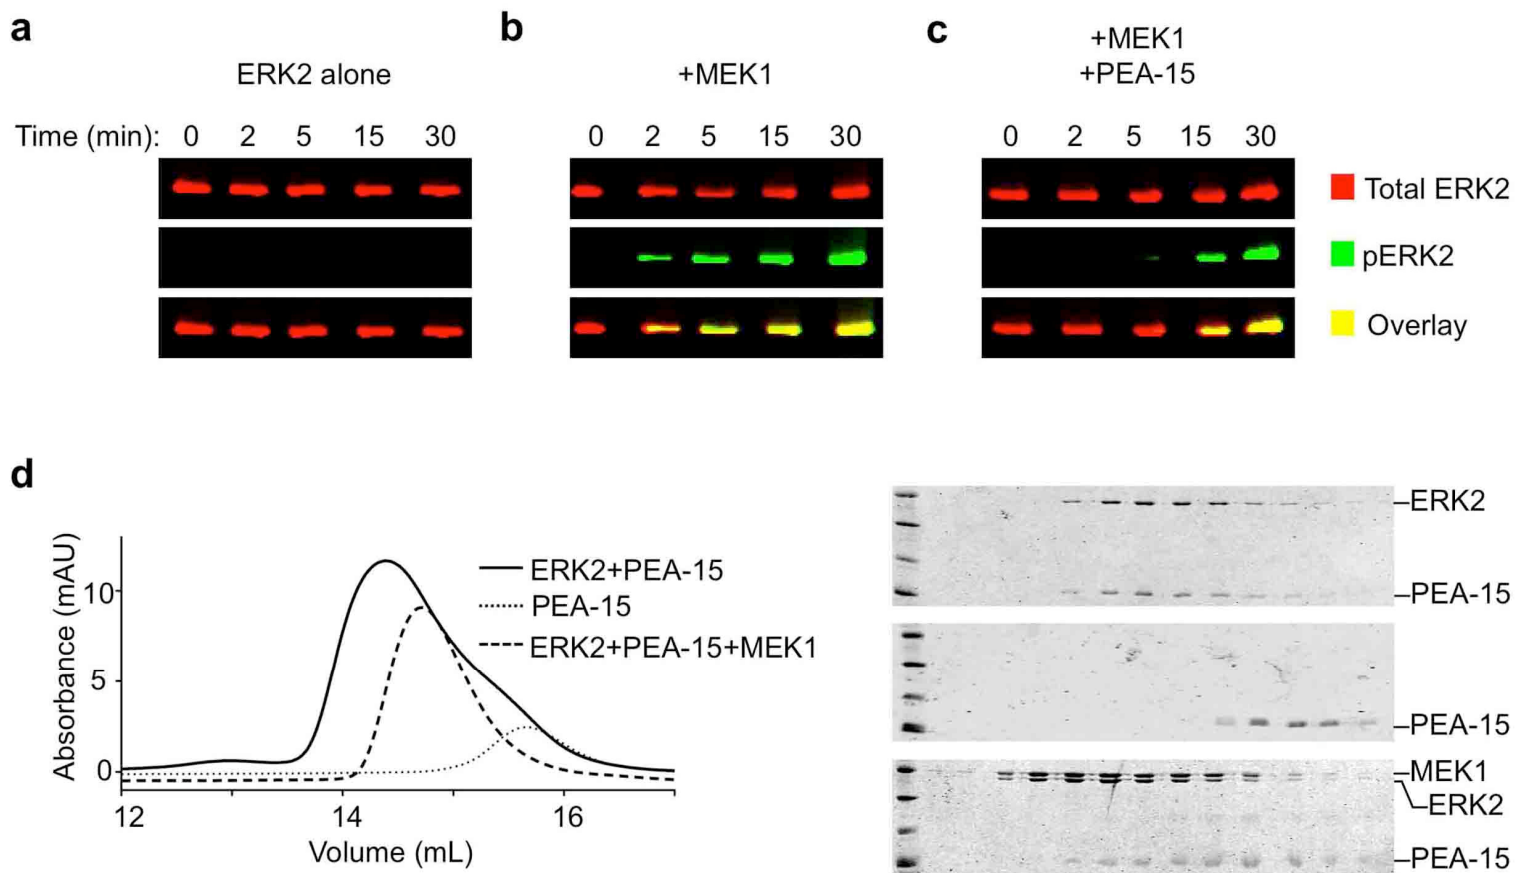 a
ERK2 alone
Time (min): 0 2 5 15 30
b
+MEK1
0 2 5 15 30
c
+MEK1
+PEA-15
0 2 5 15 30
Total ERK2
pERK2
Overlay
d
Absorbance (mAU)
10
5
0
12 14 16
Volume (mL)
ERK2+PEA-15
PEA-15
ERK2+PEA-15+MEK1
ERK2
PEA-15
PEA-15
MEK1
ERK2
PEA-15